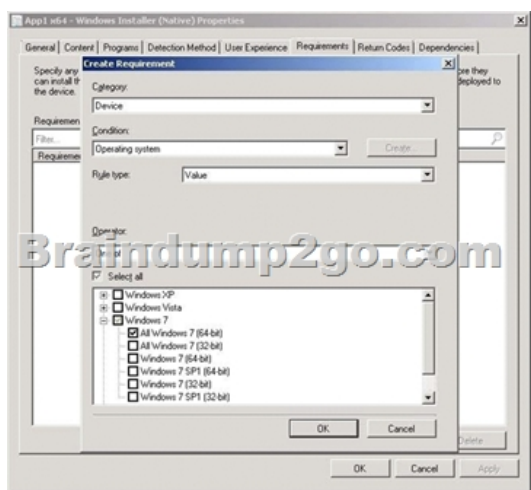 App1 x64 - Windows Installer (Native) Properties
General Content Programs Detection Method User Experience Requirements Return Codes Dependencies
Specify any
can install th
the device.
ore they
deployed to
Create Requirement
Category:
Device
Condition:
Operating system
Create...
Rule type:
Value
Operator:
One of
Select all
Windows XP
Windows Vista
Windows 7
All Windows 7 (64-bit)
All Windows 7 (32-bit)
Windows 7 (64-bit)
Windows 7 SP1 (64-bit)
Windows 7 (32-bit)
Windows 7 SP1 (32-bit)
OK
Cancel
Requiremen
Filter...
Requiremen
Delete
OK
Cancel
Apply
Braindump2go.com